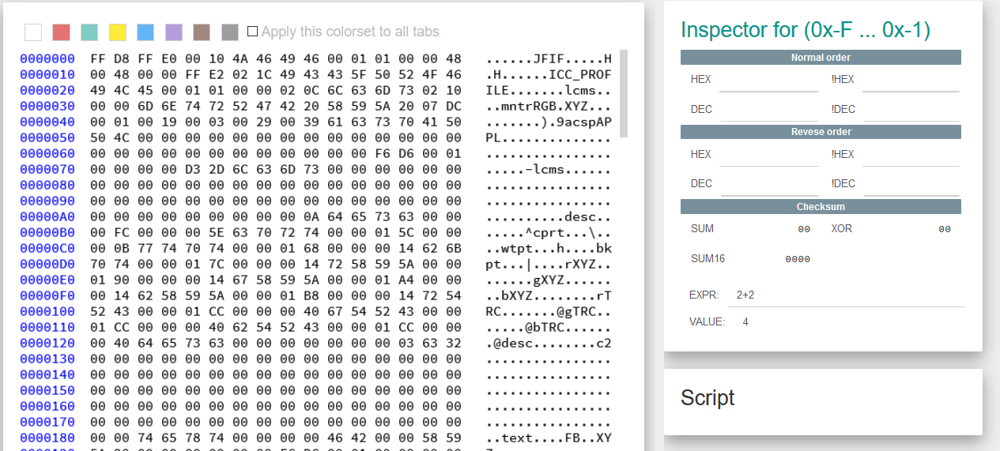 Apply this colorset to all tabs
0000000 FF D8 FF E0 00 10 4A 46 49 46 00 01 01 00 00 48 ......JFIF.....H
0000010 00 48 00 00 FF E2 02 1C 49 43 43 5F 50 52 4F 46 .H......ICC_PROF
0000020 49 4C 45 00 01 01 00 00 02 0C 6C 63 6D 73 02 10 ILE.......lcms..
0000030 00 00 6D 6E 74 72 52 47 42 20 58 59 5A 20 07 DC ..mntrRGB.XYZ...
0000040 00 01 00 19 00 03 00 29 00 39 61 63 73 70 41 50 .......).9acspAP
0000050 50 4C 00 00 00 00 00 00 00 00 00 00 00 00 00 00 PL..............
0000060 00 00 00 00 00 00 00 00 00 00 00 00 F6 D6 00 01 ................
0000070 00 00 00 00 D3 2D 6C 63 6D 73 00 00 00 00 00 00 .....-lcms......
0000080 00 00 00 00 00 00 00 00 00 00 00 00 00 00 00 00 ................
0000090 00 00 00 00 00 00 00 00 00 00 00 00 00 00 00 00 ................
00000A0 00 00 00 00 00 00 00 00 00 0A 64 65 73 63 00 00 ..........desc..
00000B0 00 FC 00 00 00 5E 63 70 72 74 00 00 01 5C 00 00 .....^cprt...\..
00000C0 00 0B 77 74 70 74 00 00 01 68 00 00 00 14 62 6B ..wtpt...h....bk
00000D0 70 74 00 00 01 7C 00 00 00 14 72 58 59 5A 00 00 pt...|....rXYZ..
00000E0 01 90 00 00 00 14 67 58 59 5A 00 00 01 A4 00 00 ......gXYZ......
00000F0 00 14 62 58 59 5A 00 00 01 B8 00 00 00 14 72 54 ..bXYZ........rT
0000100 52 43 00 00 01 CC 00 00 00 40 67 54 52 43 00 00 RC.......@gTRC..
0000110 01 CC 00 00 00 40 62 54 52 43 00 00 01 CC 00 00 .....@bTRC......
0000120 00 40 64 65 73 63 00 00 00 00 00 00 00 03 63 32 .@desc........c2
0000130 00 00 00 00 00 00 00 00 00 00 00 00 00 00 00 00 ................
0000140 00 00 00 00 00 00 00 00 00 00 00 00 00 00 00 00 ................
0000150 00 00 00 00 00 00 00 00 00 00 00 00 00 00 00 00 ................
0000160 00 00 00 00 00 00 00 00 00 00 00 00 00 00 00 00 ................
0000170 00 00 00 00 00 00 00 00 00 00 00 00 00 00 00 00 ................
0000180 00 00 74 65 78 74 00 00 00 00 46 42 00 00 58 59 ..text....FB..XY
Inspector for (0x-F ... 0x-1)
Normal order
HEX !HEX
DEC !DEC
Revese order
HEX !HEX
DEC !DEC
Checksum
SUM 00 XOR 00
SUM16 0000
EXPR: 2+2
VALUE: 4
Script